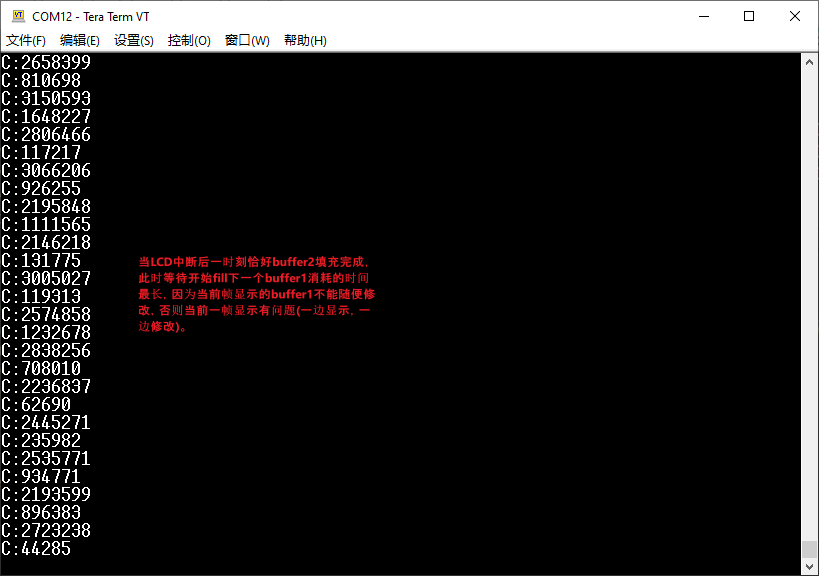 COM12 - Tera Term VT
文件(F) 编辑(E) 设置(S) 控制(O) 窗口(W) 帮助(H)
C:2658399
C:810698
C:3150593
C:1648227
C:2806466
C:117217
C:3066206
C:926255
C:2195848
C:1111565
C:2146218
C:131775
C:3005027
C:119313
C:2574858
C:1232678
C:2838256
C:708010
C:2236837
C:62690
C:2445271
C:235982
C:2535771
C:934771
C:2193599
C:896383
C:2723238
C:44285
当LCD中断后一时刻恰好buffer2填充完成,
此时等待开始fill下一个buffer1消耗的时间
最长, 因为当前帧显示的buffer1不能随便修
改, 否则当前一帧显示有问题(一边显示, 一
边修改)。